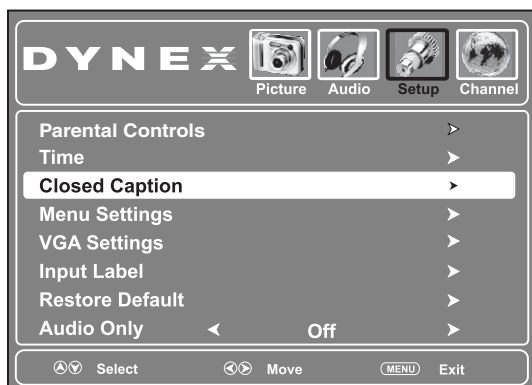 DYNEX
Picture Audio Setup Channel
Parental Controls
Time
Closed Caption
Menu Settings
VGA Settings
Input Label
Restore Default
Audio Only Off
Select Move MENU Exit